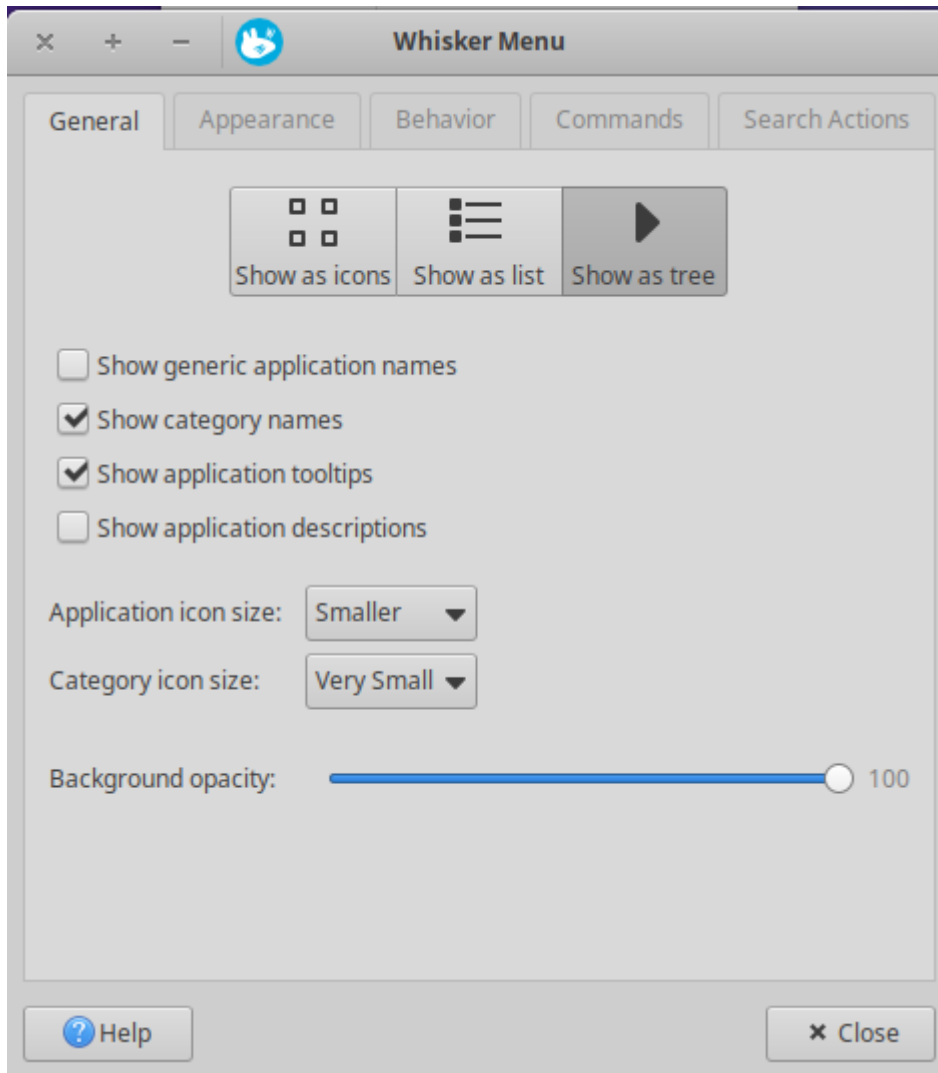 Whisker Menu
General Appearance Behavior Commands Search Actions
Show as icons Show as list Show as tree
Show generic application names
Show category names
Show application tooltips
Show application descriptions
Application icon size: Smaller
Category icon size: Very Small
Background opacity: 100
Help Close